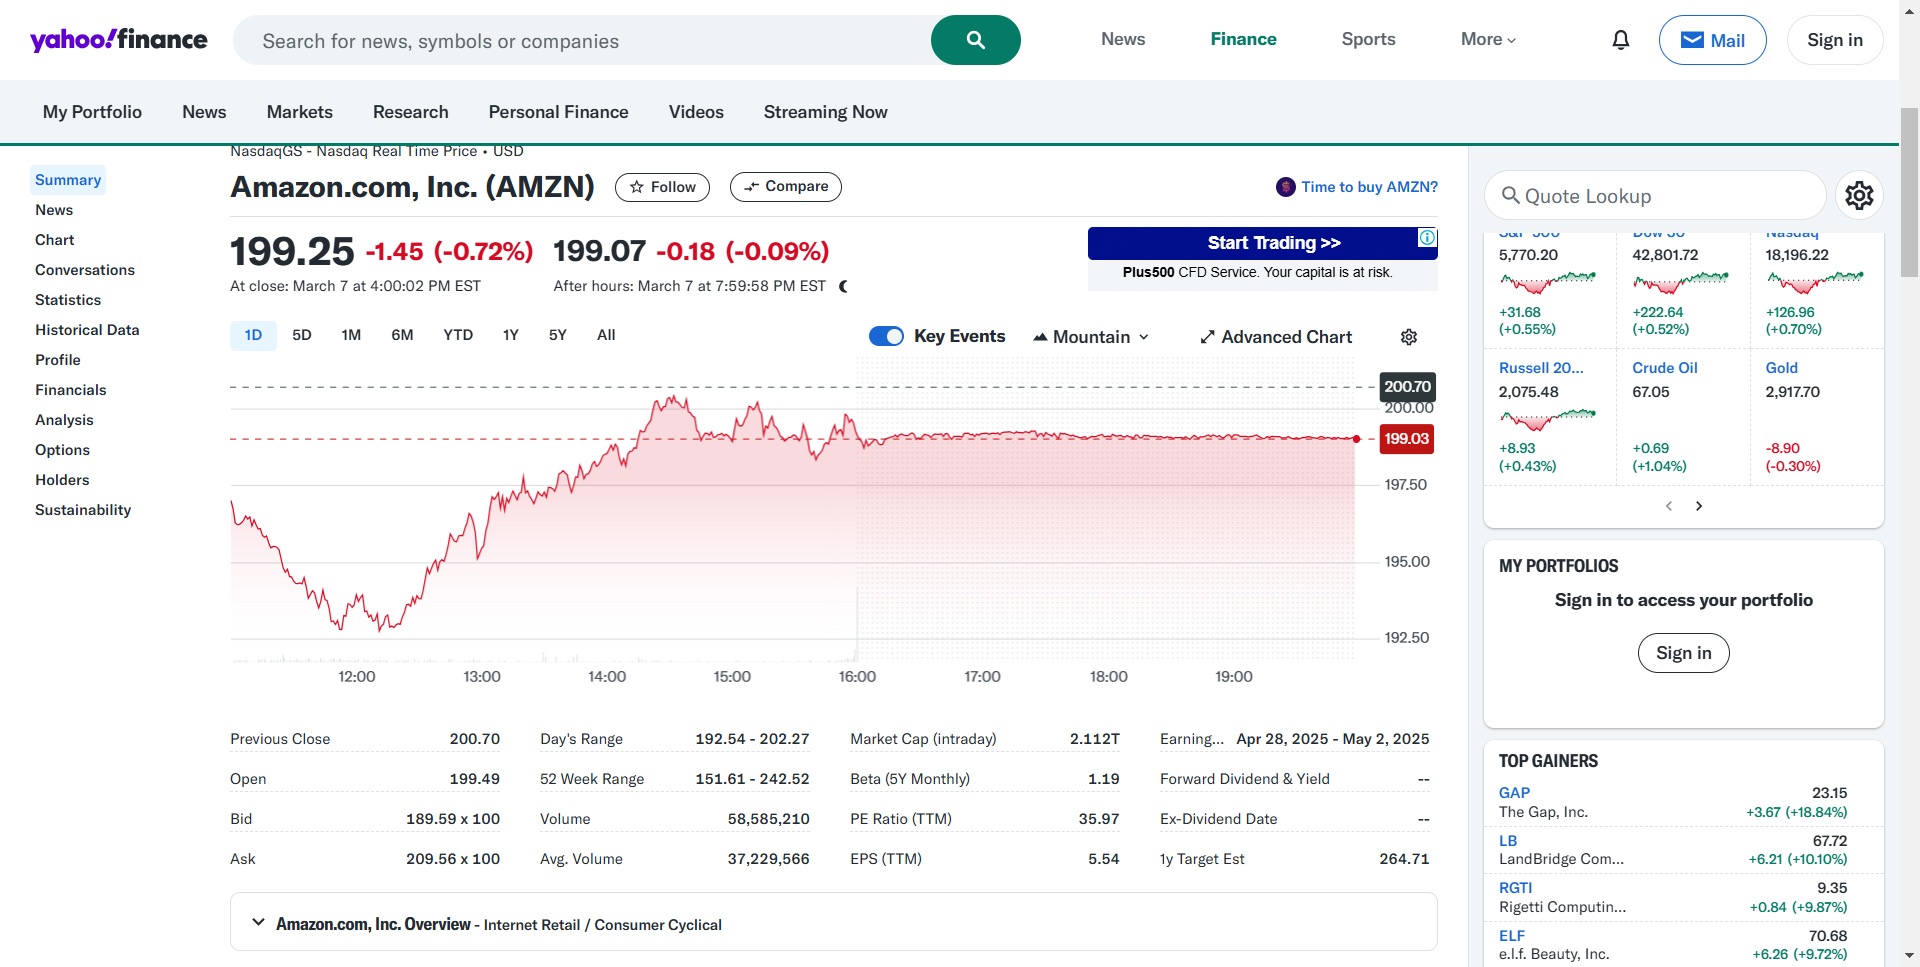 yahoo!finance
Search for news, symbols or companies
News
Finance
Sports
More
Mail
Sign in
My Portfolio
News
Markets
Research
Personal Finance
Videos
Streaming Now
Summary
News
Chart
Conversations
Statistics
Historical Data
Profile
Financials
Analysis
Options
Holders
Sustainability
NasdaqGS - Nasdaq Real Time Price • USD
Amazon.com, Inc. (AMZN)
Follow
Compare
Time to buy AMZN?
199.25 -1.45 (-0.72%)
At close: March 7 at 4:00:02 PM EST
199.07 -0.18 (-0.09%)
After hours: March 7 at 7:59:58 PM EST
Start Trading >>
Plus500 CFD Service. Your capital is at risk.
1D 5D 1M 6M YTD 1Y 5Y All
Key Events
Mountain
Advanced Chart
200.70
200.00
199.03
197.50
195.00
192.50
12:00 13:00 14:00 15:00 16:00 17:00 18:00 19:00
Previous Close 200.70
Open 199.49
Bid 189.59 x 100
Ask 209.56 x 100
Day's Range 192.54 - 202.27
52 Week Range 151.61 - 242.52
Volume 58,585,210
Avg. Volume 37,229,566
Market Cap (intraday) 2.112T
Beta (5Y Monthly) 1.19
PE Ratio (TTM) 35.97
EPS (TTM) 5.54
Earning... Apr 28, 2025 - May 2, 2025
Forward Dividend & Yield --
Ex-Dividend Date --
1y Target Est 264.71
Amazon.com, Inc. Overview - Internet Retail / Consumer Cyclical
Quote Lookup
S&P 500
5,770.20
+31.68
(+0.55%)
Dow 30
42,801.72
+222.64
(+0.52%)
Nasdaq
18,196.22
+126.96
(+0.70%)
Russell 20...
2,075.48
+8.93
(+0.43%)
Crude Oil
67.05
+0.69
(+1.04%)
Gold
2,917.70
-8.90
(-0.30%)
MY PORTFOLIOS
Sign in to access your portfolio
Sign in
TOP GAINERS
GAP 23.15
The Gap, Inc. +3.67 (+18.84%)
LB 67.72
LandBridge Com... +6.21 (+10.10%)
RGTI 9.35
Rigetti Computin... +0.84 (+9.87%)
ELF 70.68
e.l.f. Beauty, Inc. +6.26 (+9.72%)